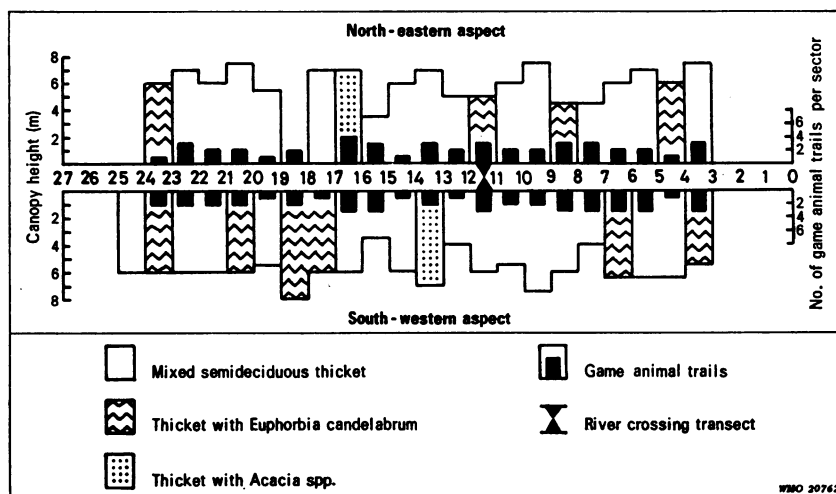 North-eastern aspect
8
6
4
2
Canopy height (m)
6
4
2
2
4
6
No. of game animal trails per sector
27 26 25 24 23 22 21 20 19 18 17 16 15 14 13 12 11 10 9 8 7 6 5 4 3 2 1 0
2
4
6
8
South-western aspect
Mixed semideciduous thicket
Game animal trails
Thicket with Euphorbia candelabrum
River crossing transect
Thicket with Acacia spp.